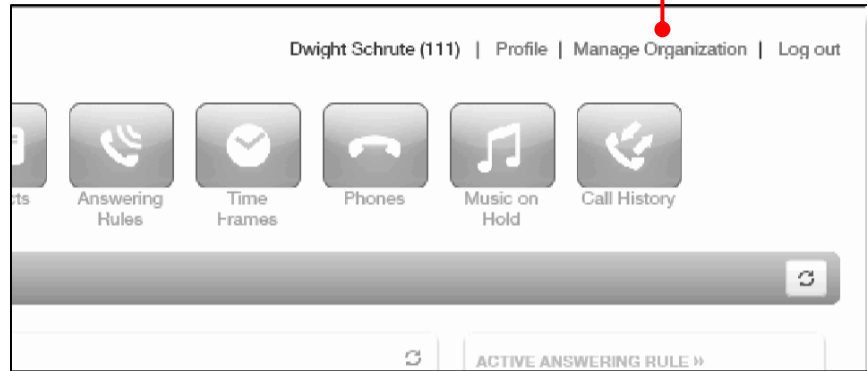 Dwight Schrute (111) | Profile | Manage Organization | Log out
cts Answering Time Phones Music on Call History
Rules Frames Hold
ACTIVE ANSWERING RULE »